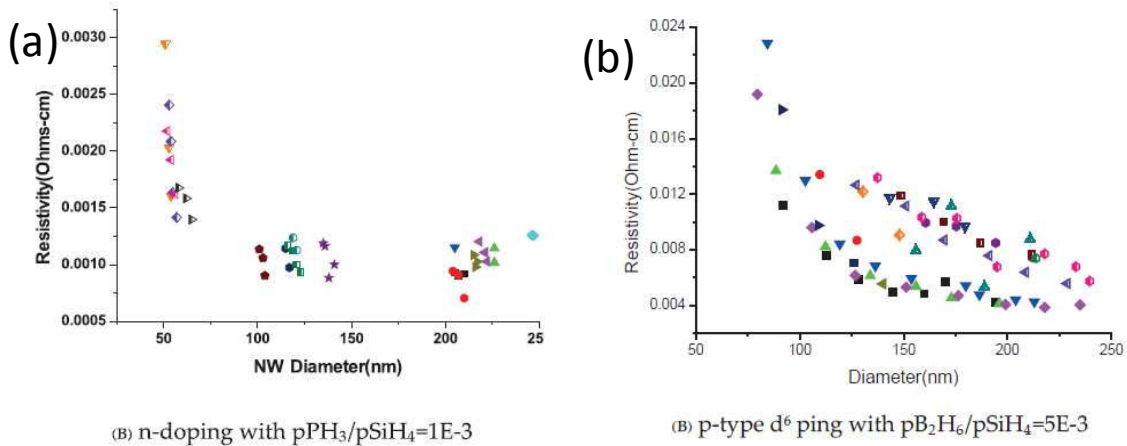 (a)
0.0030
0.0025
0.0020
0.0015
0.0010
0.0005
Resistivity(Ohms-cm)
50 100 150 200 25
NW Diameter(nm)
(B) n-doping with pPH₃/pSiH₄=1E-3
(b)
0.024
0.020
0.016
0.012
0.008
0.004
Resistivity(Ohm-cm)
50 100 150 200 250
Diameter(nm)
(B) p-type d⁶ ping with pB₂H₆/pSiH₄=5E-3